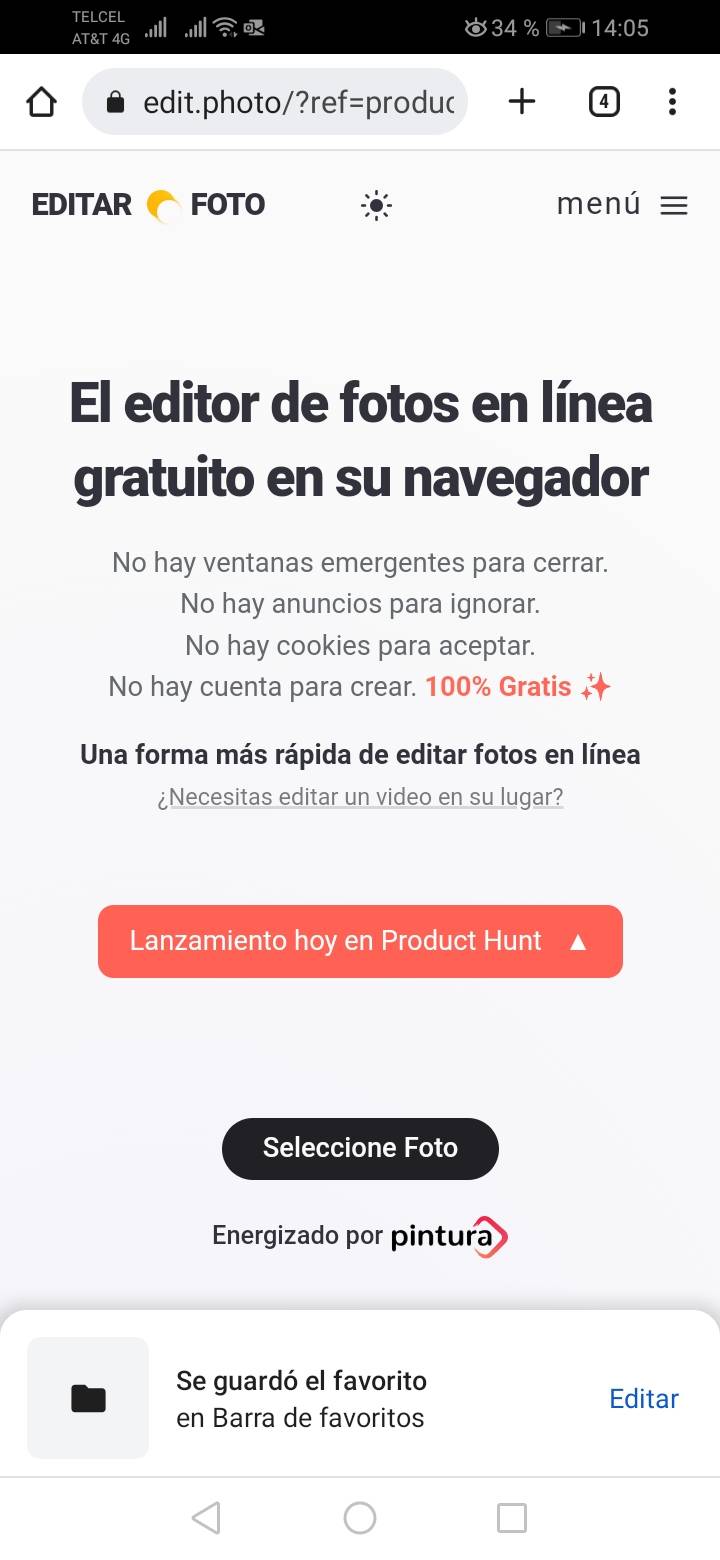 TELCEL
AT&T 4G
34 % 14:05
edit.photo/?ref=produc
4
EDITAR FOTO
menú
El editor de fotos en línea
gratuito en su navegador
No hay ventanas emergentes para cerrar.
No hay anuncios para ignorar.
No hay cookies para aceptar.
No hay cuenta para crear. 100% Gratis ✨
Una forma más rápida de editar fotos en línea
¿Necesitas editar un video en su lugar?
Lanzamiento hoy en Product Hunt ▲
Seleccione Foto
Energizado por pintura
Se guardó el favorito
en Barra de favoritos
Editar